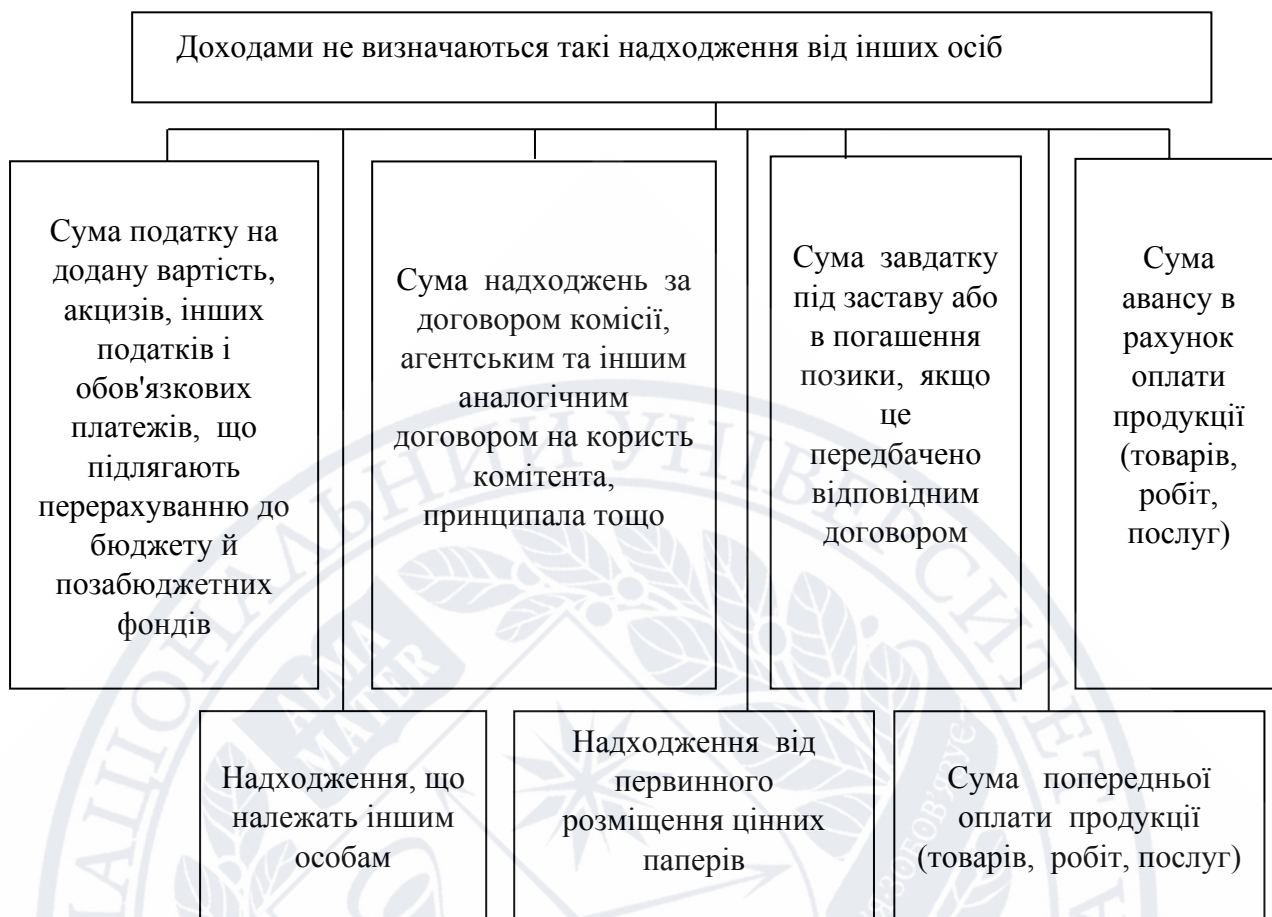 Доходами не визначаються такі надходження від інших осіб
Сума податку на
додану вартість,
акцизів, інших
податків і
обов'язкових
платежів, що
підлягають
перерахуванню до
бюджету й
позабюджетних
фондів
Сума надходжень за
договором комісії,
агентським та іншим
аналогічним
договором на користь
комітента,
принципала тощо
Сума завдатку
під заставу або
в погашення
позики, якщо
це
передбачено
відповідним
договором
Сума
авансу в
рахунок
оплати
продукції
(товарів,
робіт,
послуг)
Надходження, що
належать іншим
особам
Надходження від
первинного
розміщення цінних
паперів
Сума попередньої
оплати продукції
(товарів, робіт, послуг)
НАЦІОНАЛЬНИЙ УНІВЕРСИТЕТ
ALMA
MATER